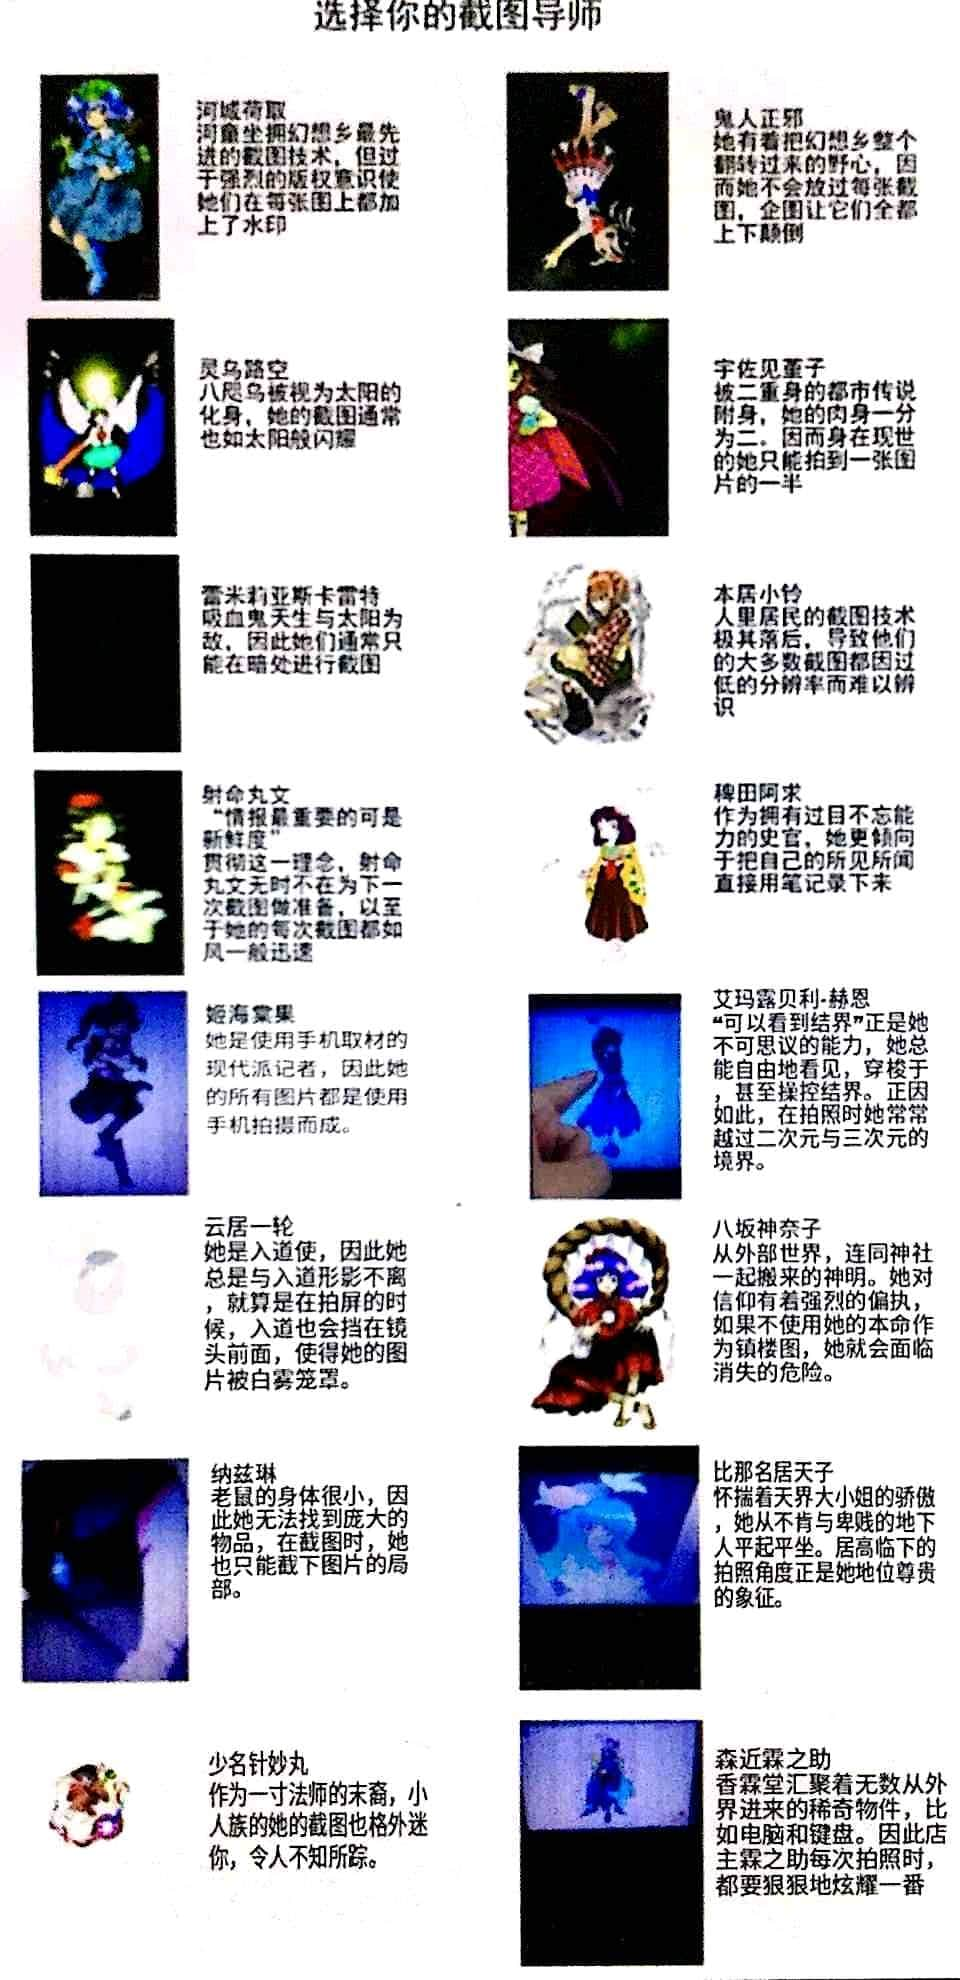 选择你的截图导师
河城荷取
河童坐拥幻想乡最先
进的截图技术，但过
于强烈的版权意识使
她们在每张图上都加
上了水印
鬼人正邪
她有着把幻想乡整个
翻转过来的野心，因
而她不会放过每张截
图，企图让它们全都
上下颠倒
灵乌路空
八咫乌被视为太阳的
化身，她的截图通常
也如太阳般闪耀
宇佐见堇子
被二重身的都市传说
附身，她的肉身一分
为二。因而身在现世
的她只能拍到一张图
片的一半
蕾米莉亚斯卡雷特
吸血鬼天生与太阳为
敌，因此她们通常只
能在暗处进行截图
本居小铃
人里居民的截图技术
极其落后，导致他们
的大多数截图都因过
低的分辨率而难以辨
识
射命丸文
“情报最重要的可是
新鲜度”
贯彻这一理念，射命
丸文无时不在为下一
次截图做准备，以至
于她的每次截图都如
风一般迅速
稗田阿求
作为拥有过目不忘能
力的史官，她更倾向
于把自己的所见所闻
直接用笔记录下来
姬海棠果
她是使用手机取材的
现代派记者，因此她
的所有图片都是使用
手机拍摄而成。
艾玛露贝利-赫恩
“可以看到结界”正是她
不可思议的能力，她总
能自由地看见，穿梭于
，甚至操控结界。正因
如此，在拍照时她常常
越过二次元与三次元的
境界。
云居一轮
她是入道使，因此她
总是与入道形影不离
，就算是在拍屏的时
候，入道也会挡在镜
头前面，使得她的图
片被白雾笼罩。
八坂神奈子
从外部世界，连同神社
一起搬来的神明。她对
信仰有着强烈的偏执，
如果不使用她的本命作
为镇楼图，她就会面临
消失的危险。
纳兹琳
老鼠的身体很小，因
此她无法找到庞大的
物品，在截图时，她
也只能截下图片的局
部。
比那名居天子
怀揣着天界大小姐的骄傲
，她从不肯与卑贱的地下
人平起平坐。居高临下的
拍照角度正是她地位尊贵
的象征。
少名针妙丸
作为一寸法师的末裔，小
人族的她的截图也格外迷
你，令人不知所踪。
森近霖之助
香霖堂汇聚着无数从外
界进来的稀奇物件，比
如电脑和键盘。因此店
主霖之助每次拍照时，
都要狠狠地炫耀一番